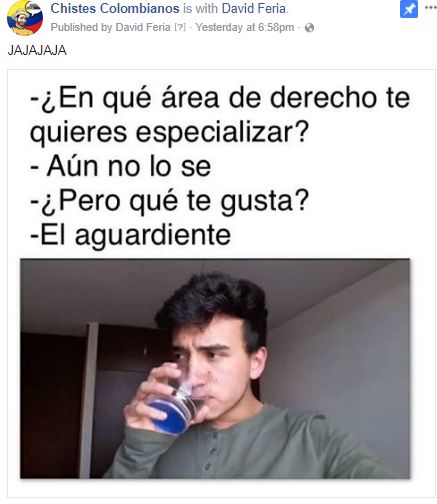 Chistes Colombianos is with David Feria.
Published by David Feria [?] · Yesterday at 6:58pm ·
JAJAJAJA
-¿En qué área de derecho te
quieres especializar?
- Aún no lo se
-¿Pero qué te gusta?
-El aguardiente